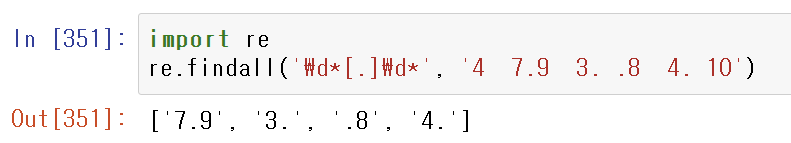 In [351]: import re
re.findall('₩d*[.]₩d*', '4  7.9  3. .8  4. 10')
Out[351]: ['7.9', '3.', '.8', '4.']